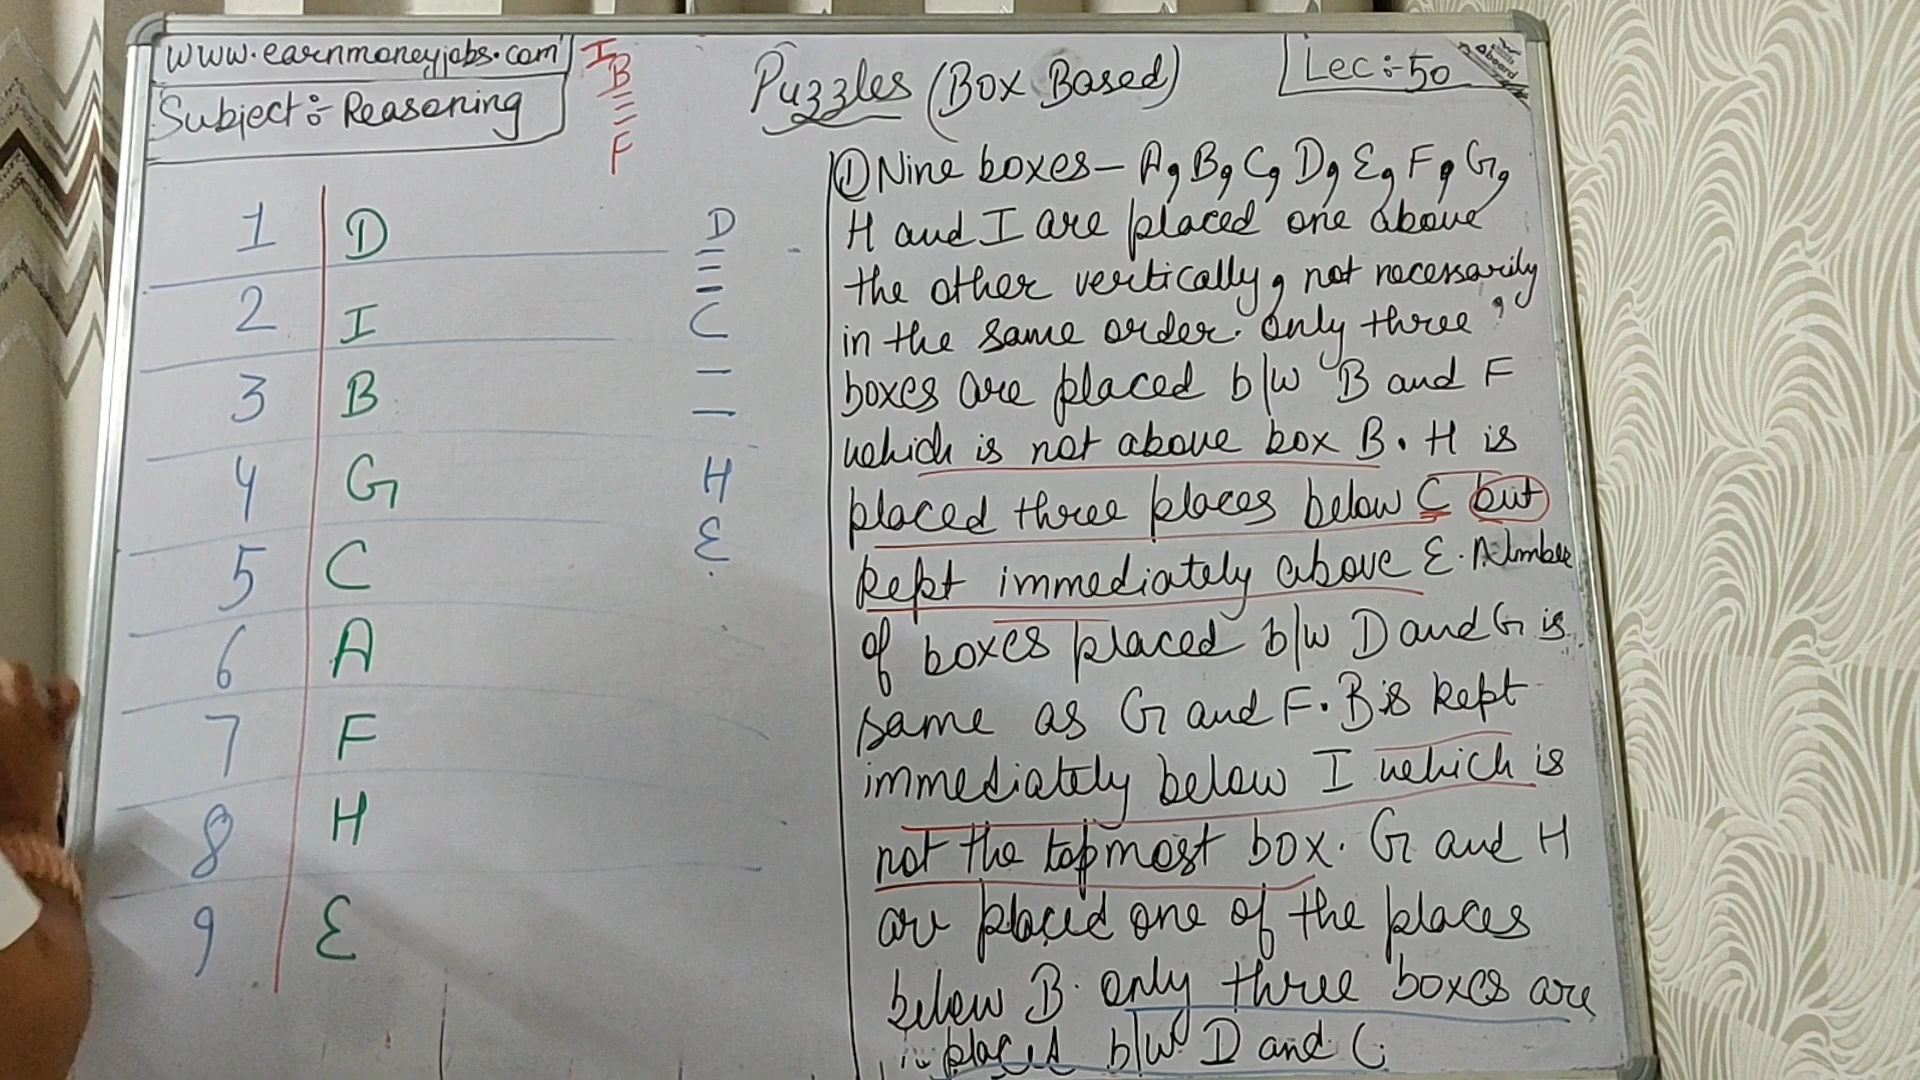 www.earnmoneyjobs.com
Subject:- Reasoning
I
B
F
Puzzles (Box Based)
Lec:-50
1 D
2 I
3 B
4 G
5 C
6 A
7 F
8 H
9 E
D
C
H
E
① Nine boxes- A, B, C, D, E, F, G,
H and I are placed one above
the other vertically, not necessarily
in the same order. Only three
boxes are placed b/w B and F
which is not above box B. H is
placed three places below C but
kept immediately above E.
of boxes placed b/w D and G is
same as G and F. B is kept
immediately below I which is
not the topmost box. G and H
are placed one of the places
below B. only three boxes are
placed b/w D and C.